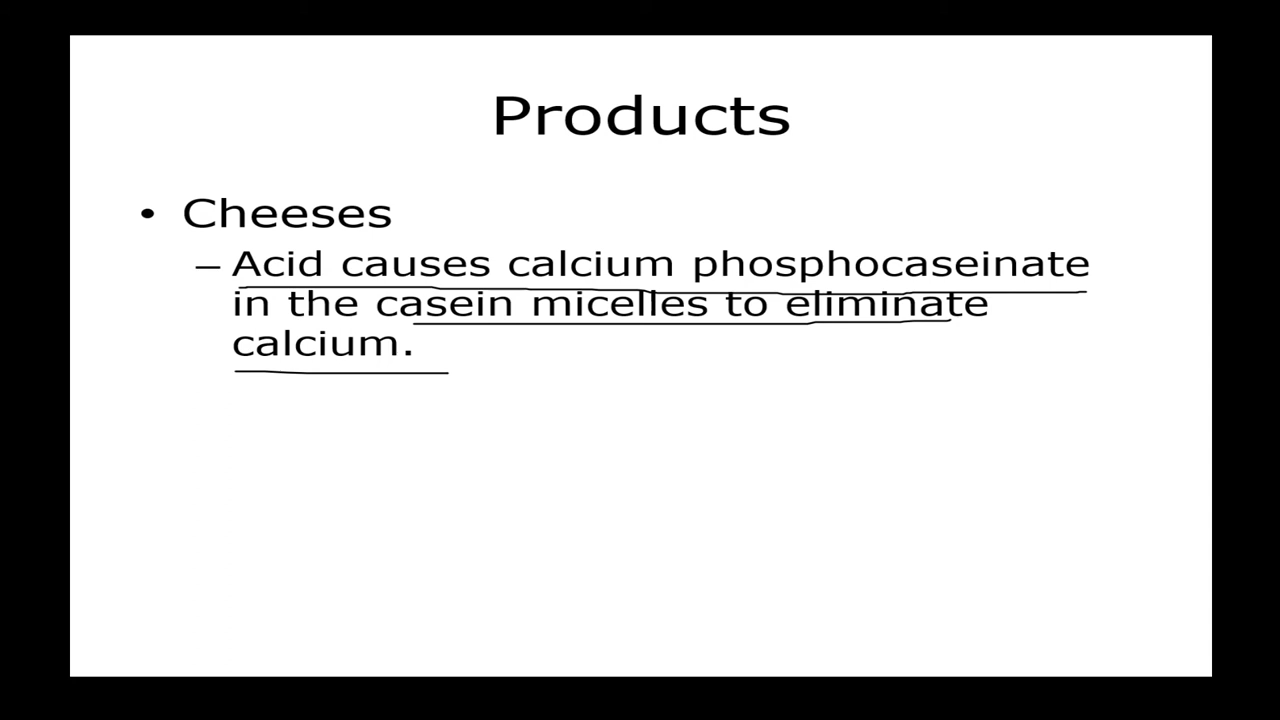 Products
• Cheeses
– Acid causes calcium phosphocaseinate
in the casein micelles to eliminate
calcium.